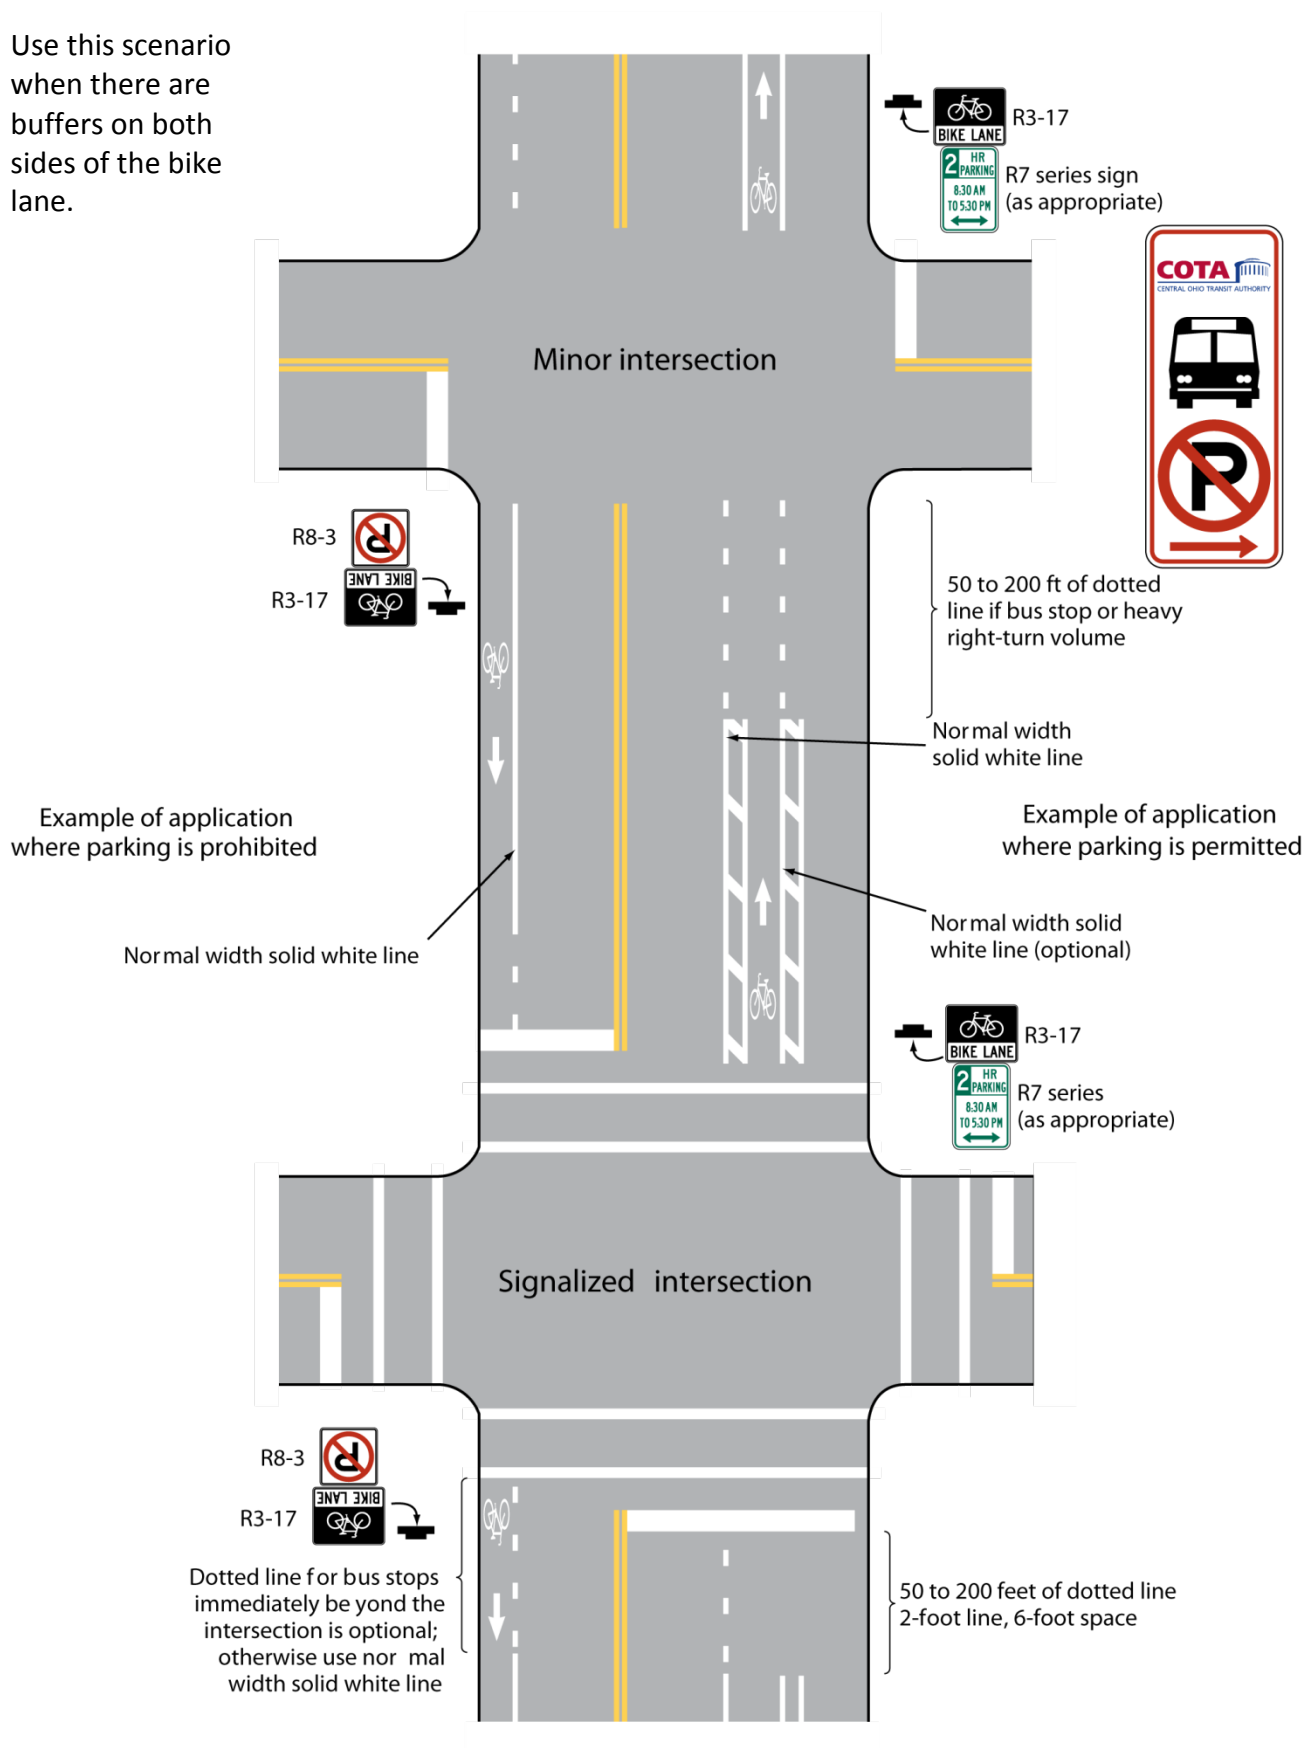 Use this scenario
when there are
buffers on both
sides of the bike
lane.
BIKE LANE
R3-17
2 HR
PARKING
8:30 AM
TO 5:30 PM
R7 series sign
(as appropriate)
COTA
CENTRAL OHIO TRANSIT AUTHORITY
P
Minor intersection
R8-3
P
R3-17
BIKE LANE
50 to 200 ft of dotted
line if bus stop or heavy
right-turn volume
Normal width
solid white line
Example of application
where parking is prohibited
Example of application
where parking is permitted
Normal width solid white line
Normal width solid
white line (optional)
BIKE LANE
R3-17
2 HR
PARKING
8:30 AM
TO 5:30 PM
R7 series
(as appropriate)
Signalized intersection
R8-3
P
R3-17
BIKE LANE
Dotted line for bus stops
immediately be yond the
intersection is optional;
otherwise use nor mal
width solid white line
50 to 200 feet of dotted line
2-foot line, 6-foot space